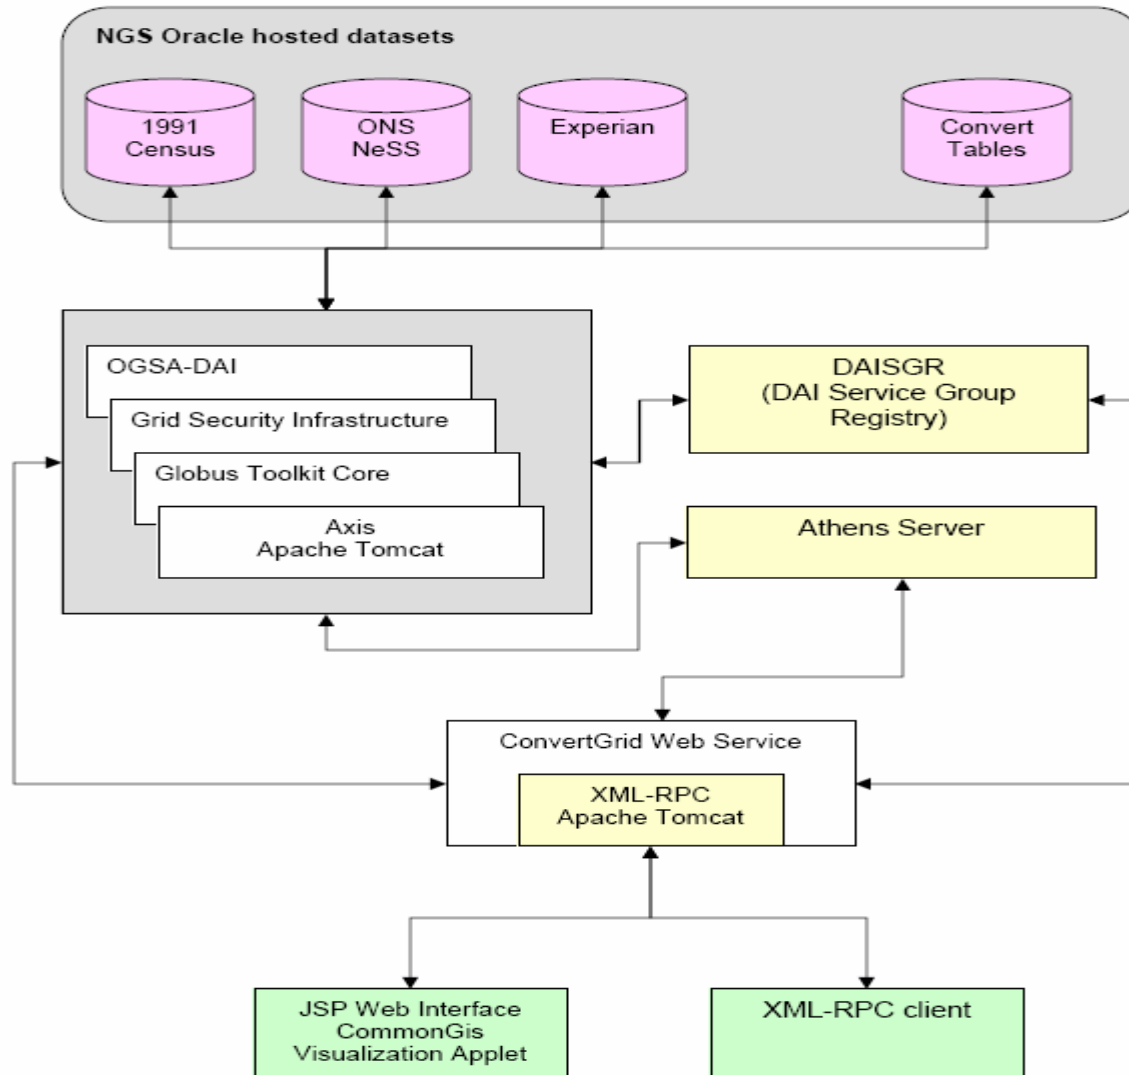 NGS Oracle hosted datasets
1991
Census
ONS
NeSS
Experian
Convert
Tables
OGSA-DAI
Grid Security Infrastructure
Globus Toolkit Core
Axis
Apache Tomcat
DAISGR
(DAI Service Group
Registry)
Athens Server
ConvertGrid Web Service
XML-RPC
Apache Tomcat
JSP Web Interface
CommonGis
Visualization Applet
XML-RPC client